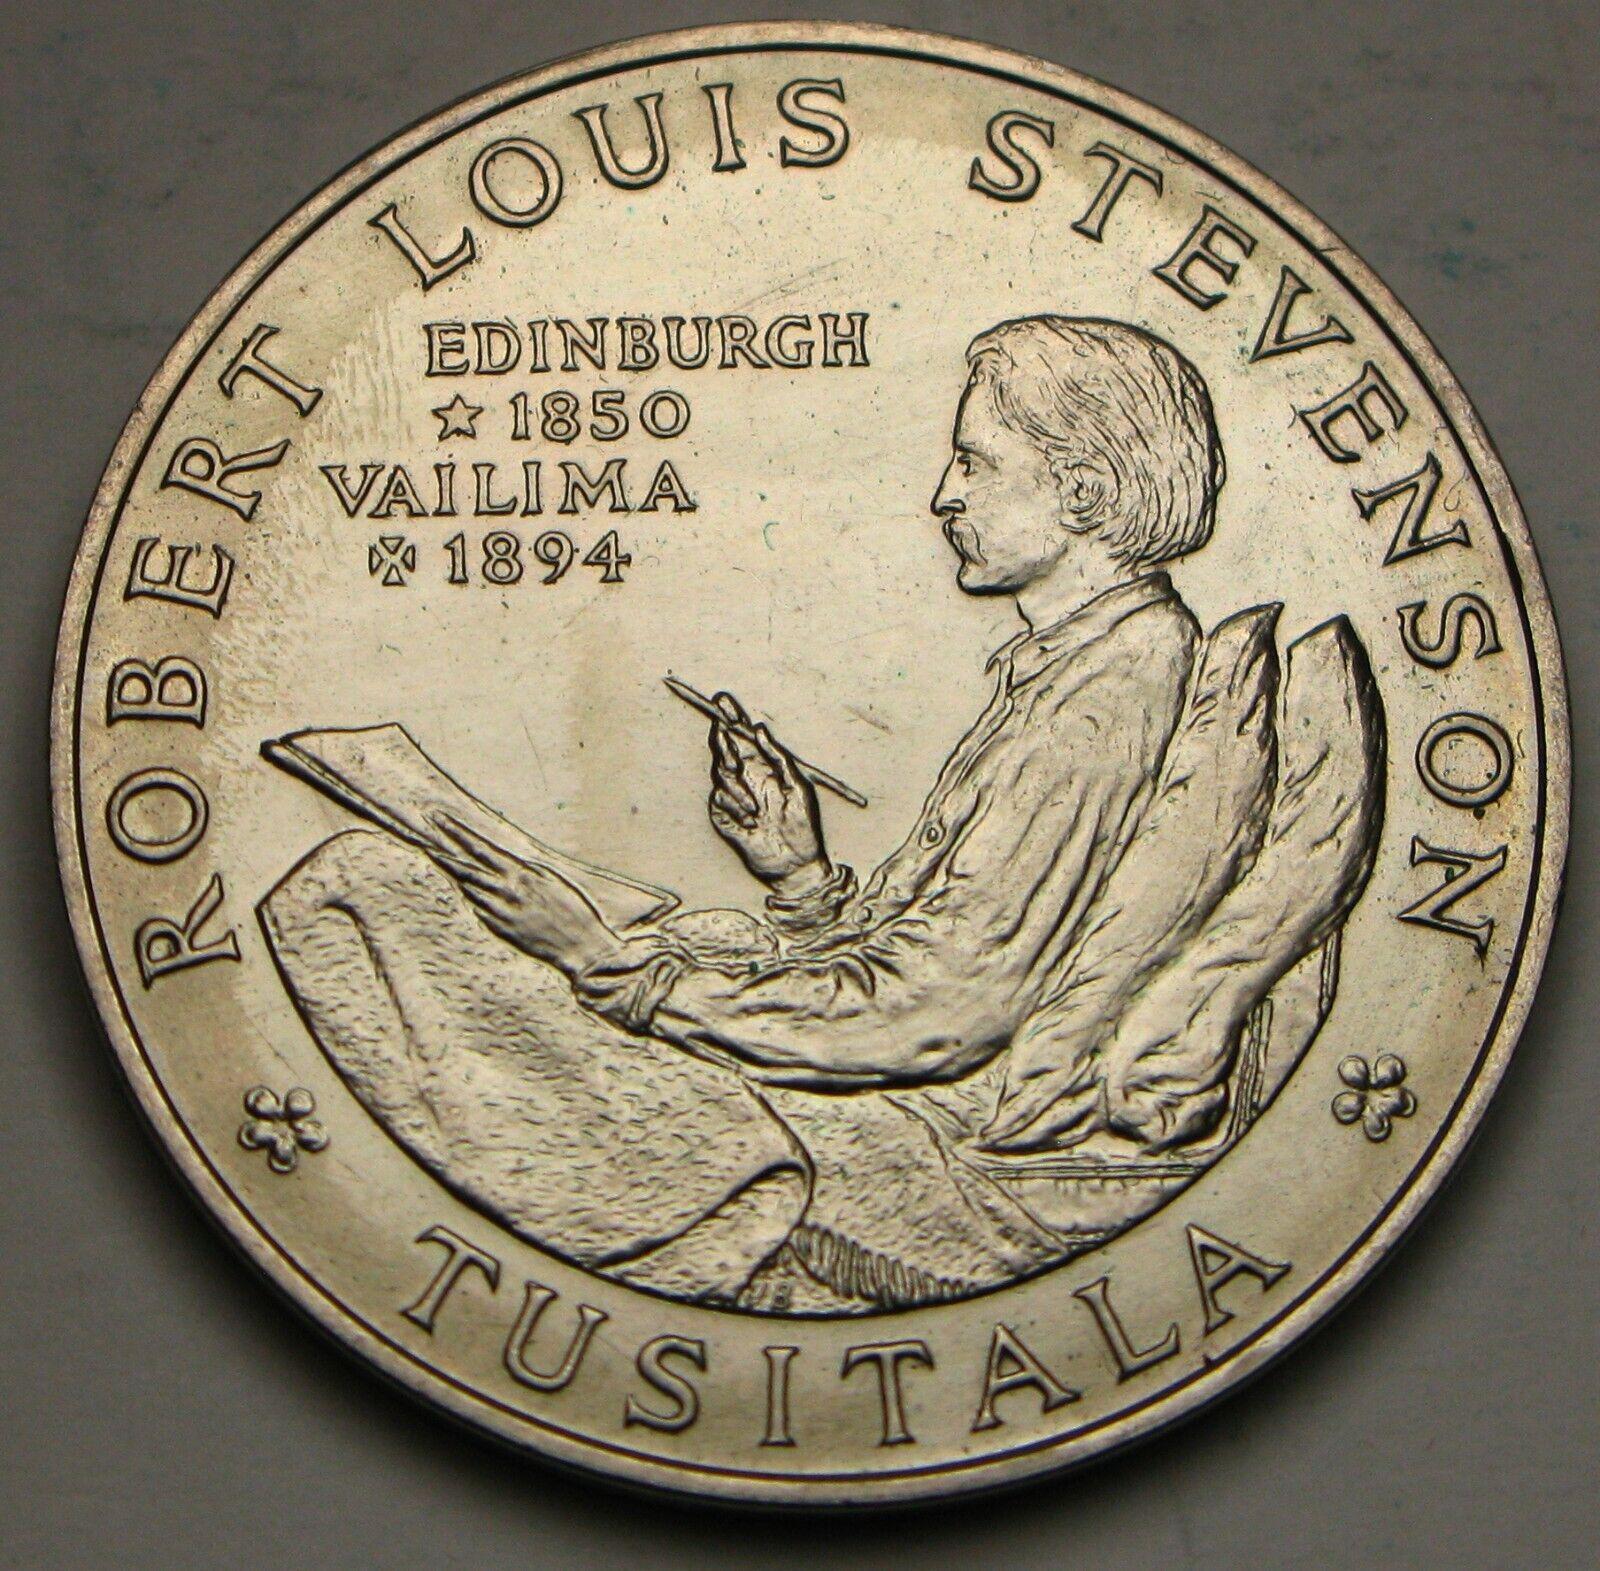 ROBERT LOUIS STEVENSON
EDINBURGH
☆ 1850
VAILIMA
✠ 1894
TUSITALA